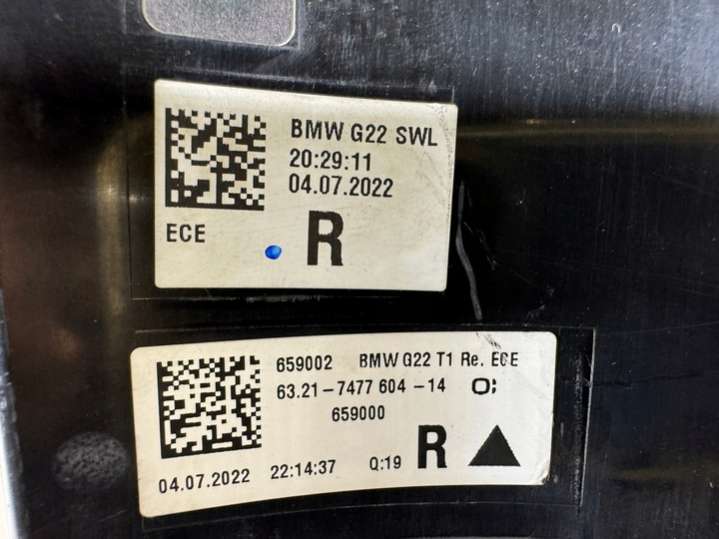 BMW G22 SWL
20:29:11
04.07.2022
ECE
R
659002 BMW G22 T1 Re. ECE
63.21-7477 604-14 O;
659000
R
04.07.2022 22:14:37 Q:19